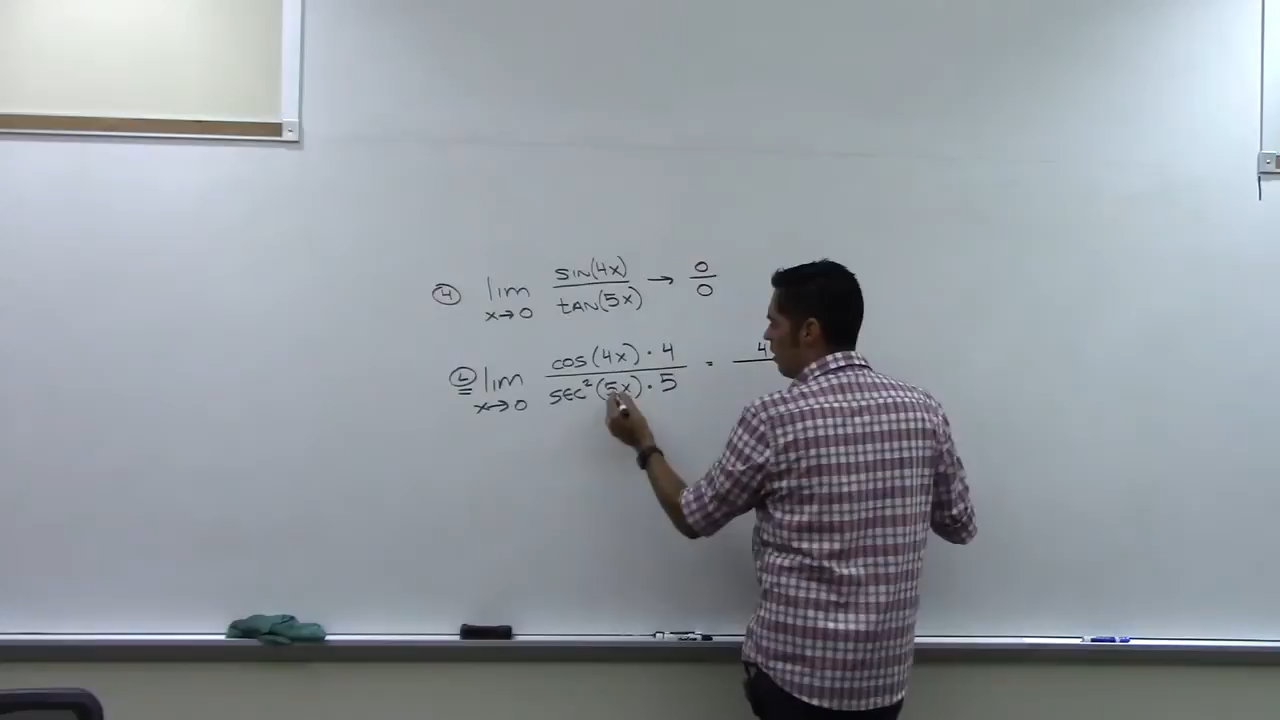 ④ lim x→0 sin(4x)/tan(5x) → 0/0
Ⓛ lim x→0 cos(4x)·4/sec²(5x)·5 = 4/